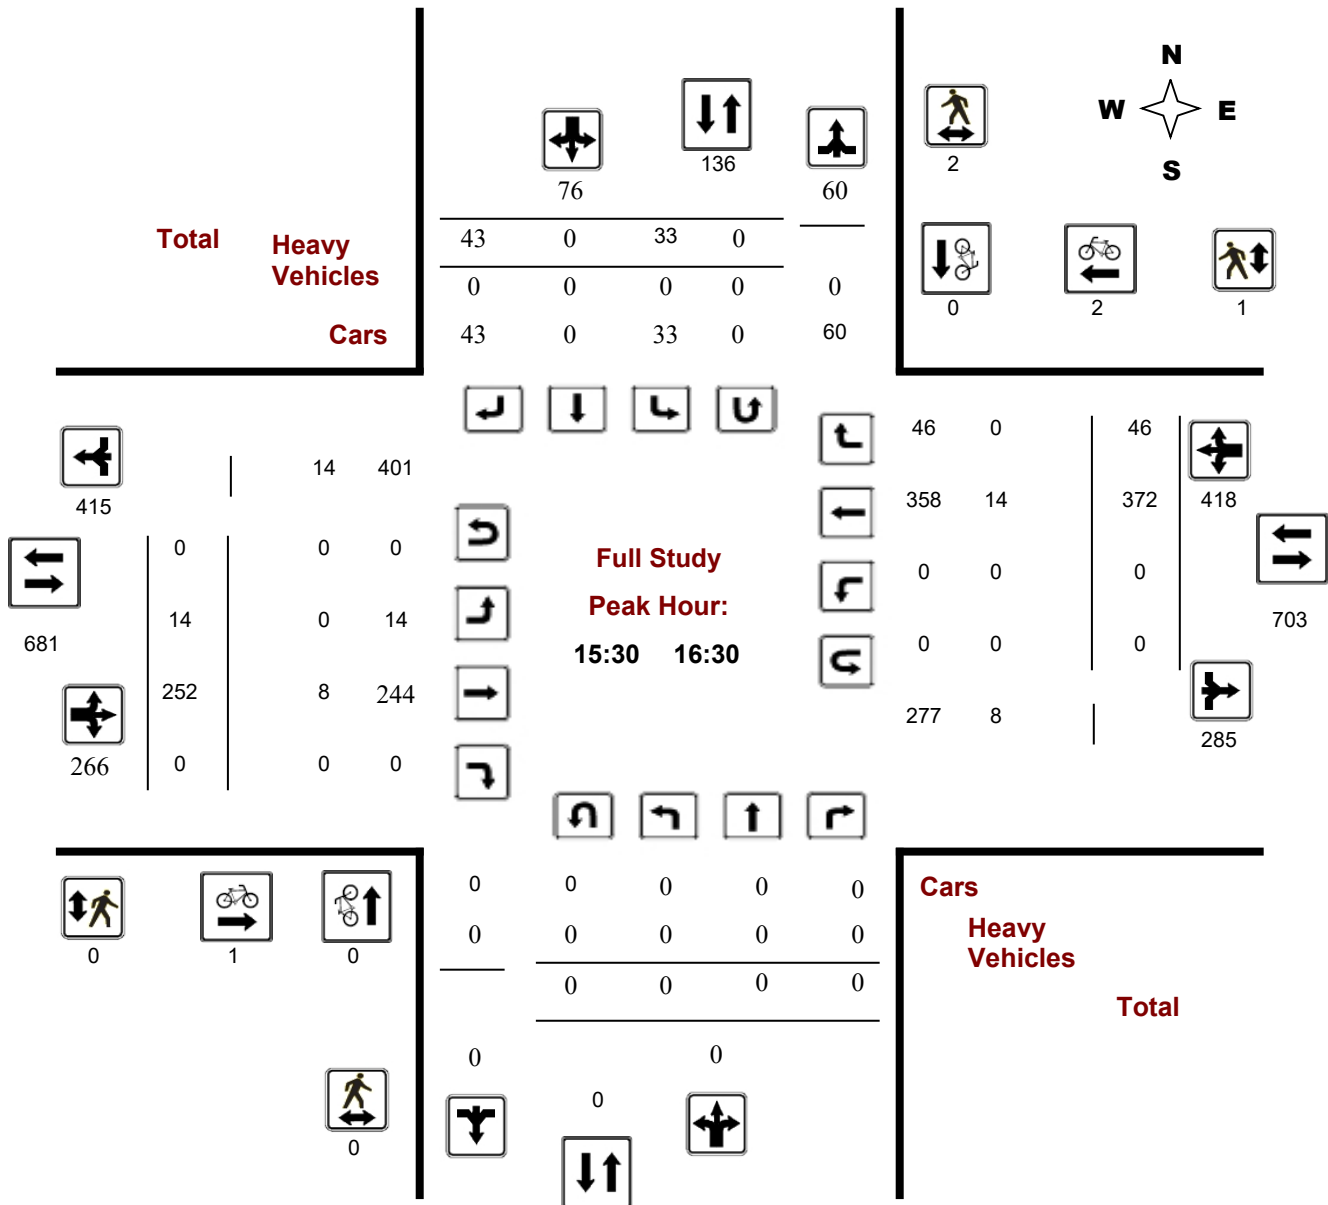 N
W E
S
136
2
76 60
Total Heavy Vehicles
43 0 33 0
0 0 0 0 0
0 2 1
Cars 43 0 33 0 60
46 0 46
14 401
415
358 14 372 418
0 0 0
Full Study
0 0 0
Peak Hour:
14 0 14
703
681
15:30 16:30
0 0 0
252 8 244
277 8
285
266 0 0 0
0 0 0 0 0
Cars
0 0 0 0 0
Heavy Vehicles
0 1 0
0 0 0 0
Total
0 0
0
0